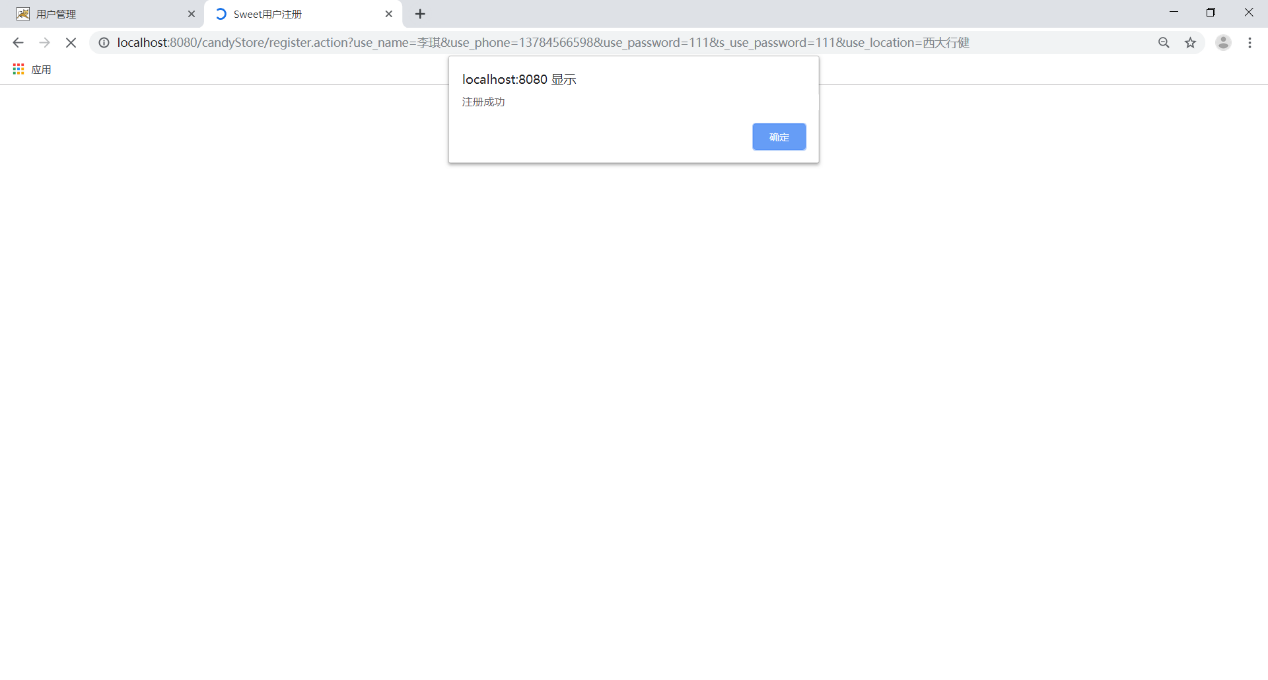 用户管理
Sweet用户注册
localhost:8080/candyStore/register.action?use_name=李琪&use_phone=13784566598&use_password=111&s_use_password=111&use_location=西大行健
应用
localhost:8080 显示
注册成功
确定